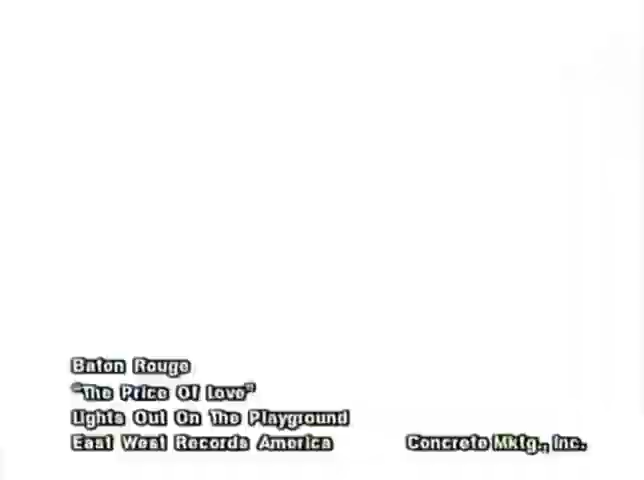 Baton Rouge
"The Price Of Love"
Lights Out On The Playground
East West Records America Concrete Mktg., Inc.